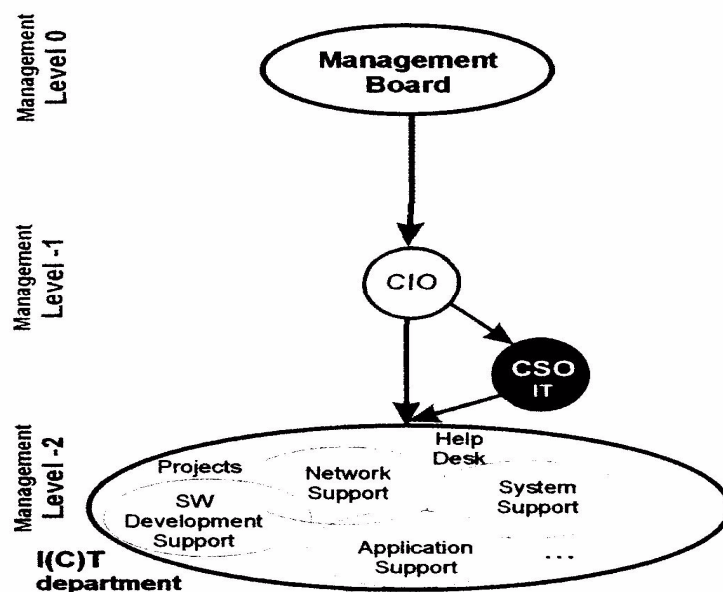 Management
Level 0
Management
Board
Management
Level -1
CIO
CSO
IT
Management
Level -2
Help
Desk
Projects
Network
Support
System
Support
SW
Development
Support
Application
Support
...
I(C)T
department